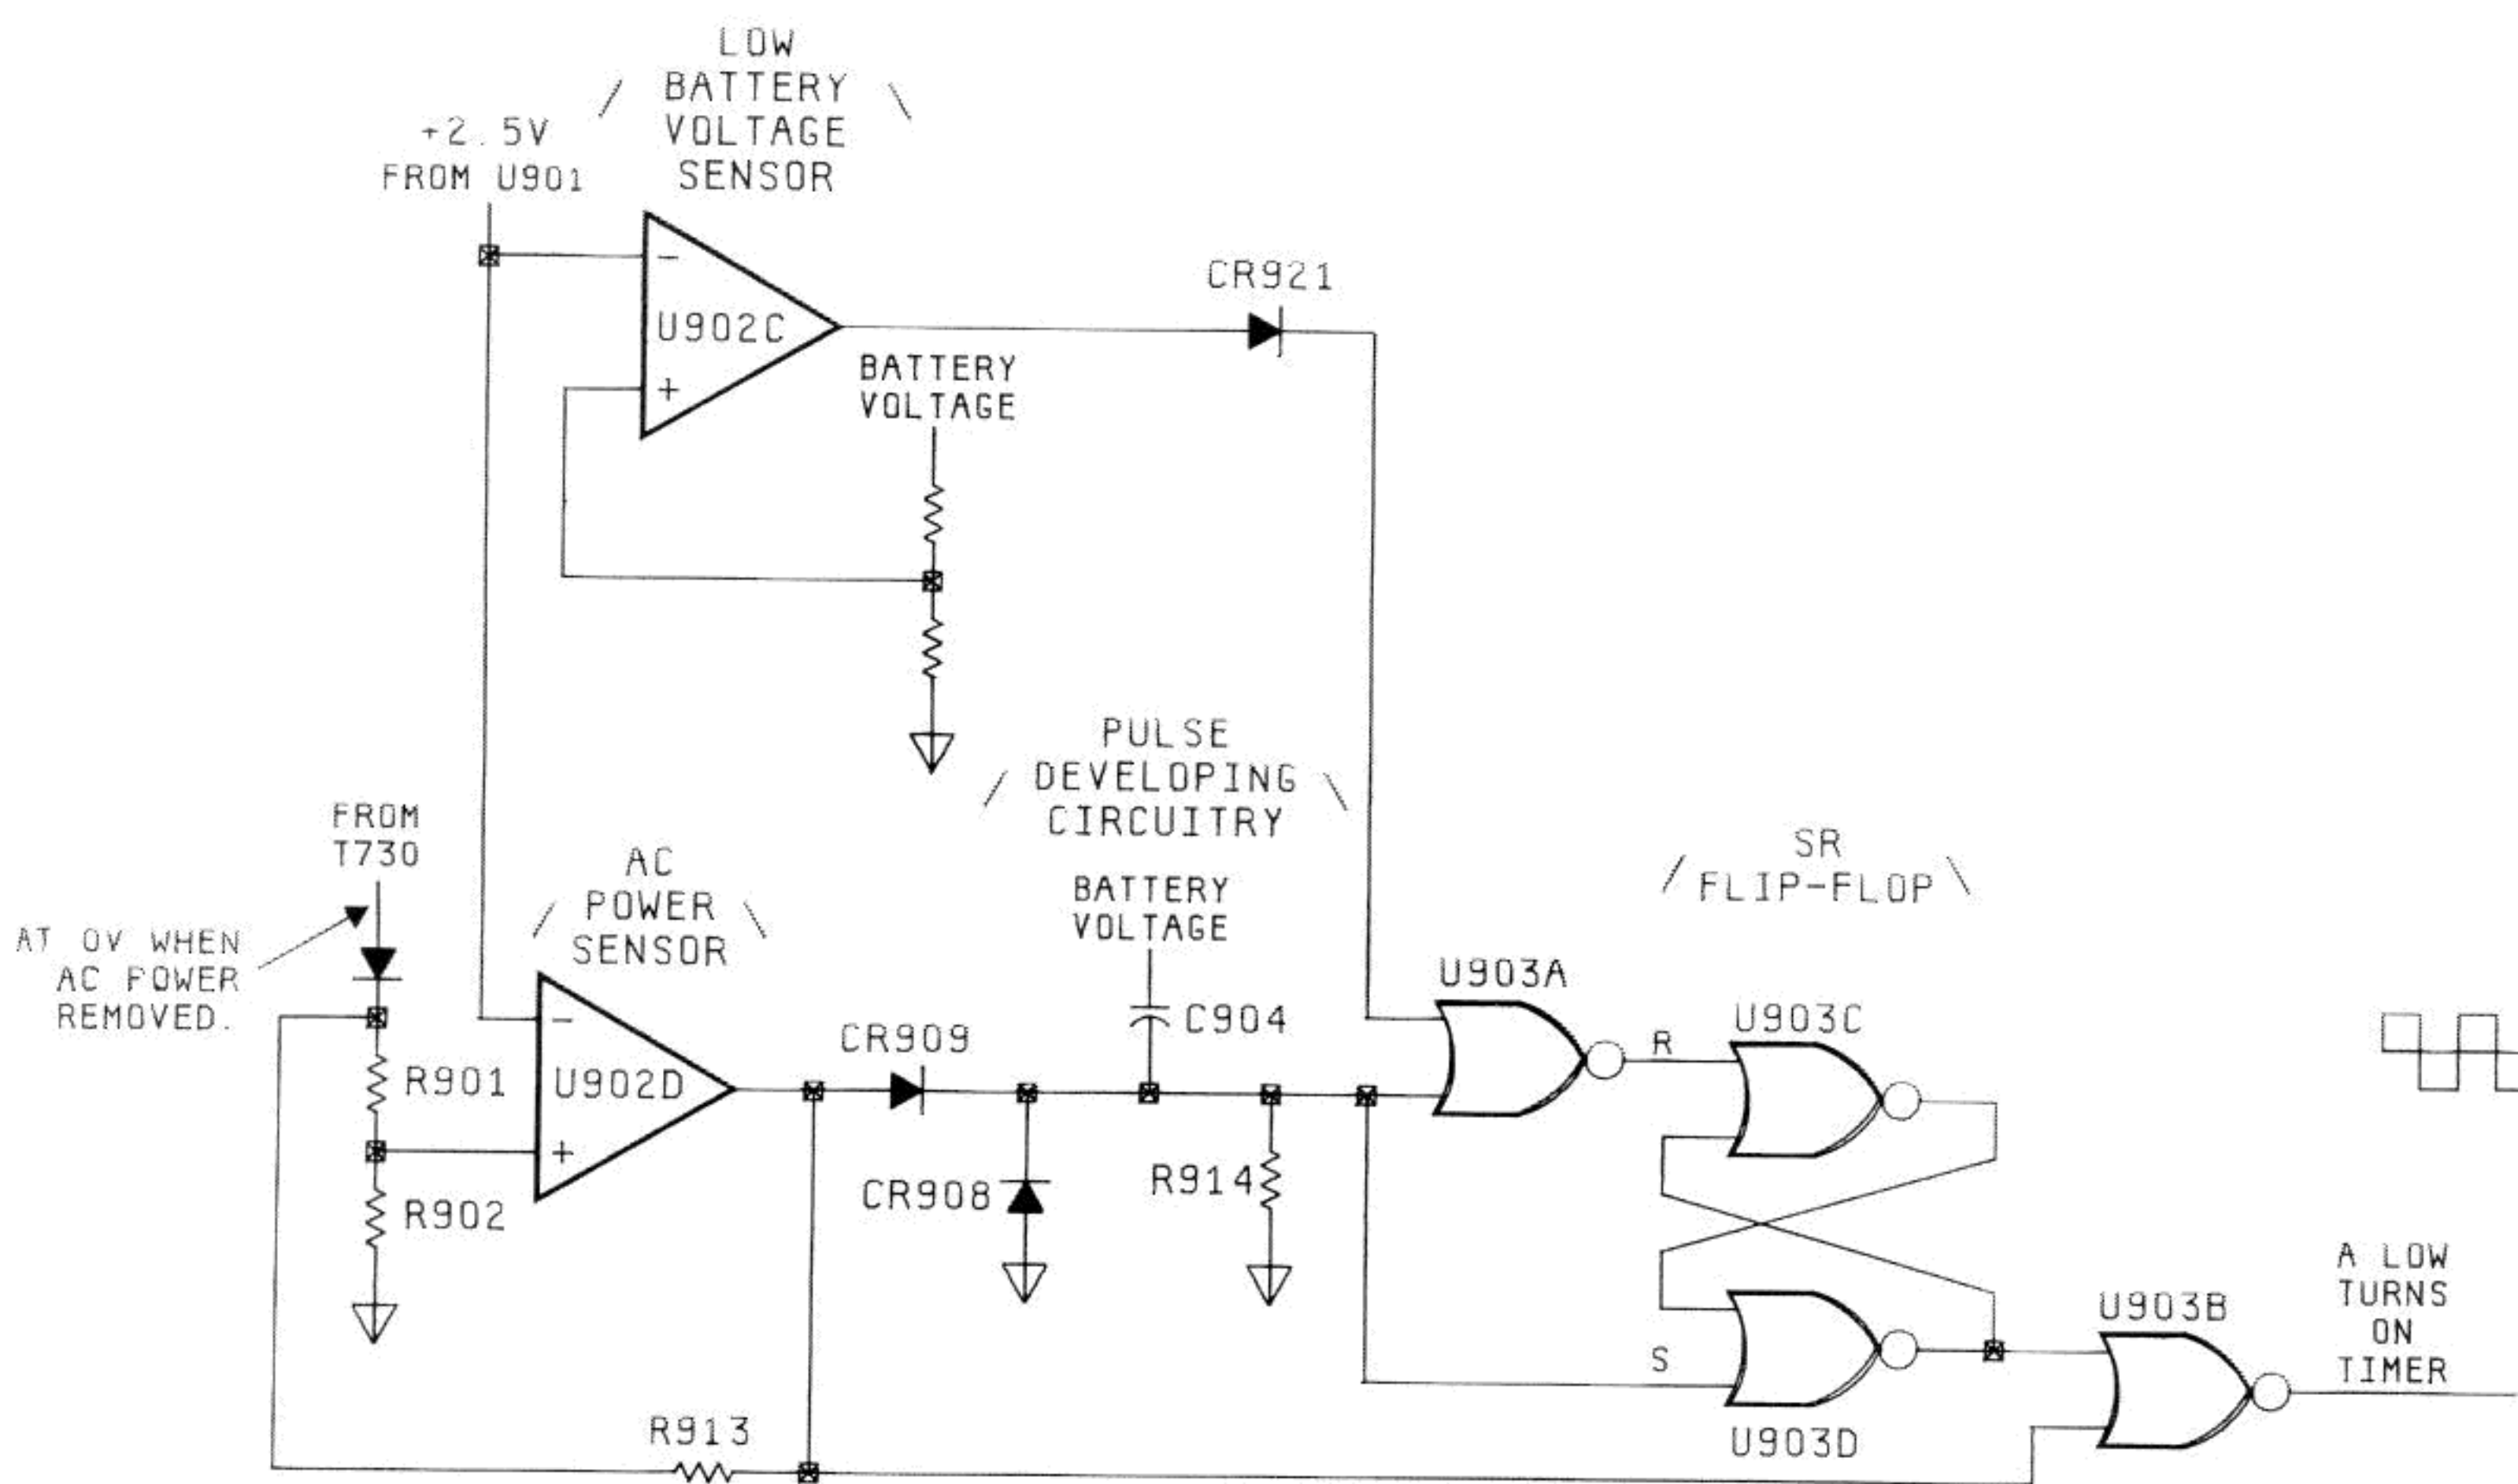 LOW
BATTERY
VOLTAGE
SENSOR
+2.5V
FROM U901
-
U902C
+
CR921
BATTERY
VOLTAGE
PULSE
DEVELOPING
CIRCUITRY
FROM
T730
AC
POWER
SENSOR
SR
FLIP-FLOP
BATTERY
VOLTAGE
AT 0V WHEN
AC POWER
REMOVED.
U903A
C904
U903C
CR909
R
-
R901
U902D
+
R902
CR908
R914
A LOW
TURNS
ON
TIMER
U903B
S
R913
U903D